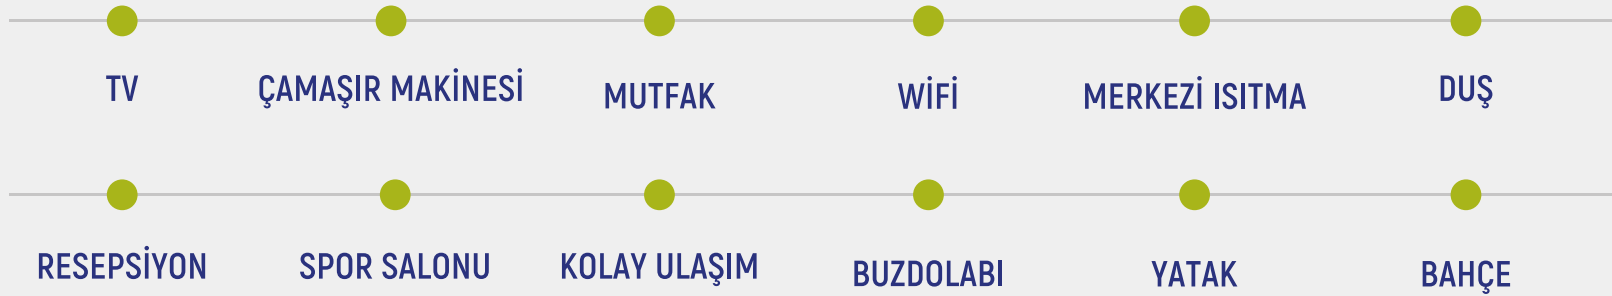 TV
ÇAMAŞIR MAKİNESİ
MUTFAK
WİFİ
MERKEZİ ISITMA
DUŞ
RESEPSİYON
SPOR SALONU
KOLAY ULAŞIM
BUZDOLABI
YATAK
BAHÇE